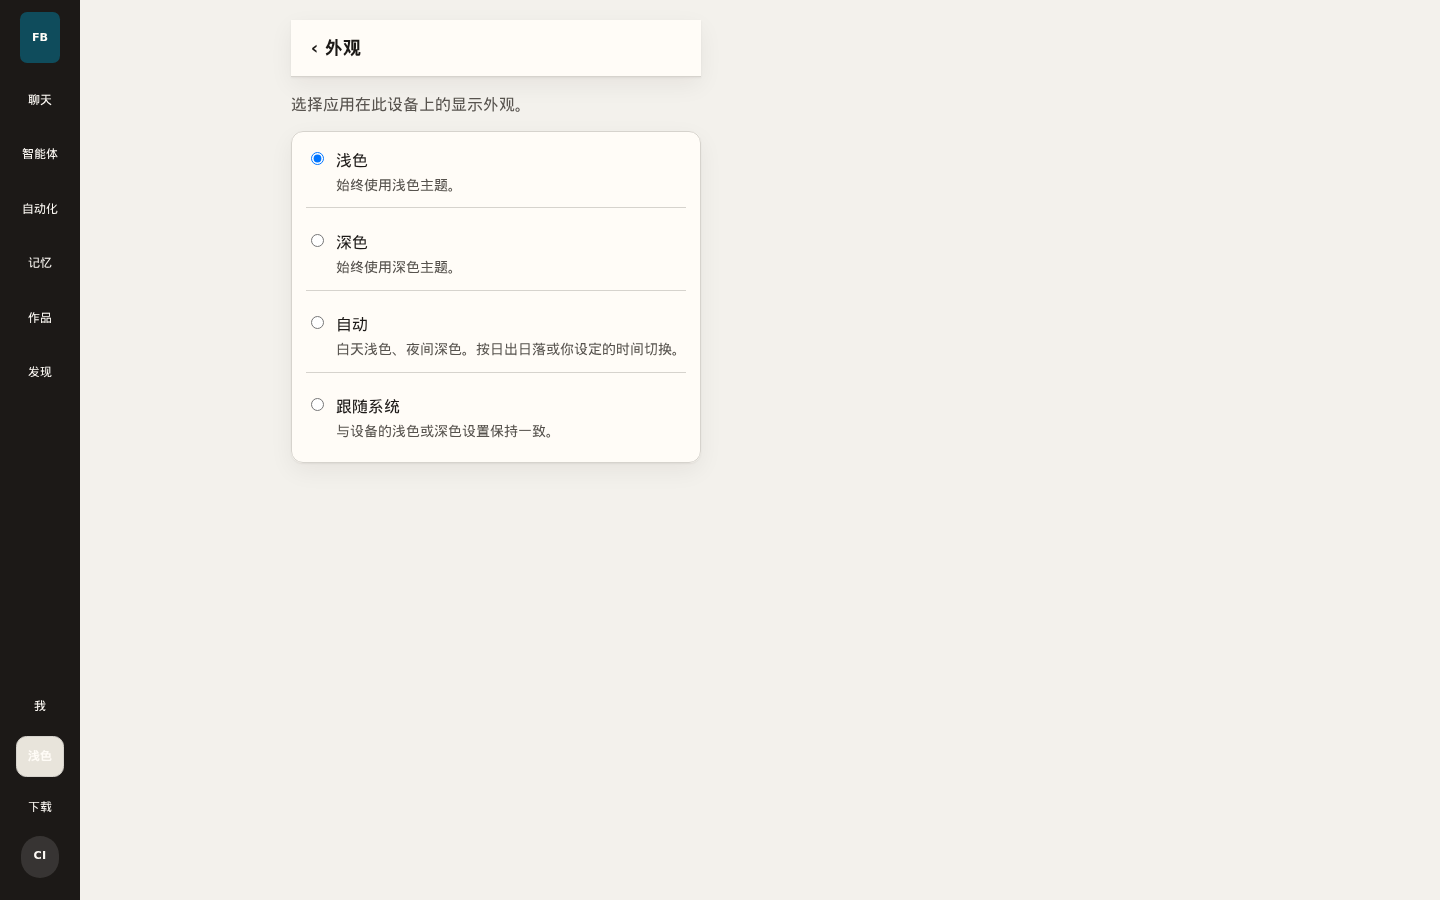 FB
聊天
智能体
自动化
记忆
作品
发现
我
浅色
下载
CI
‹ 外观
选择应用在此设备上的显示外观。
浅色
始终使用浅色主题。
深色
始终使用深色主题。
自动
白天浅色、夜间深色。按日出日落或你设定的时间切换。
跟随系统
与设备的浅色或深色设置保持一致。